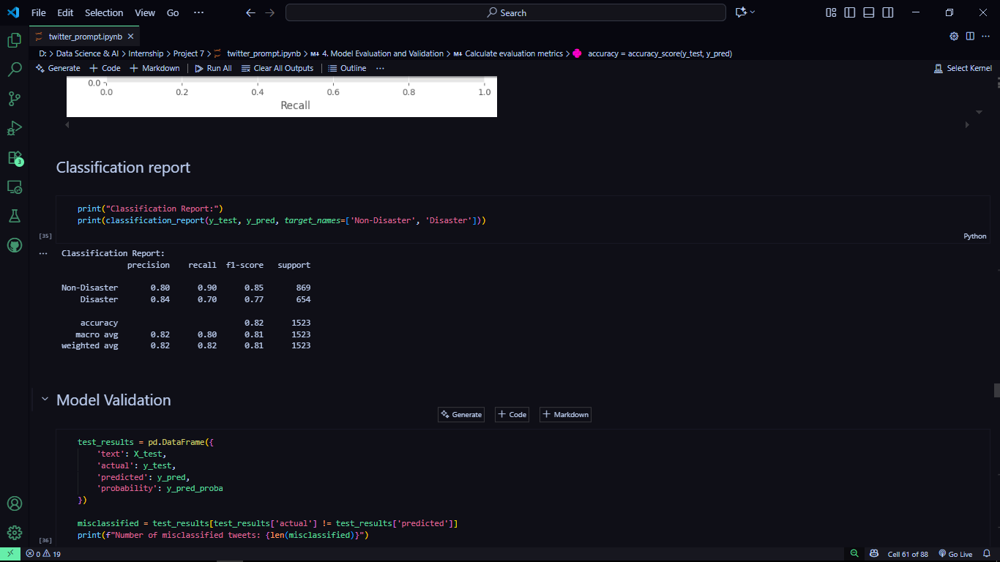 File Edit Selection View Go ··· Search
twitter_prompt.ipynb
D: > Data Science & AI > Internship > Project 7 > twitter_prompt.ipynb > M↓ 4. Model Evaluation and Validation > M↓ Calculate evaluation metrics > accuracy = accuracy_score(y_test, y_pred)
Generate + Code + Markdown Run All Clear All Outputs Outline ··· Select Kernel
0.0
0.0 0.2 0.4 0.6 0.8 1.0
Recall
Classification report
print("Classification Report:")
print(classification_report(y_test, y_pred, target_names=['Non-Disaster', 'Disaster']))
[35] Python
Classification Report:
precision recall f1-score support
Non-Disaster 0.80 0.90 0.85 869
Disaster 0.84 0.70 0.77 654
accuracy 0.82 1523
macro avg 0.82 0.80 0.81 1523
weighted avg 0.82 0.82 0.81 1523
Model Validation
Generate + Code + Markdown
test_results = pd.DataFrame({
'text': X_test,
'actual': y_test,
'predicted': y_pred,
'probability': y_pred_proba
})
misclassified = test_results[test_results['actual'] != test_results['predicted']]
print(f"Number of misclassified tweets: {len(misclassified)}")
[36]
3
0 19 Cell 61 of 88 Go Live